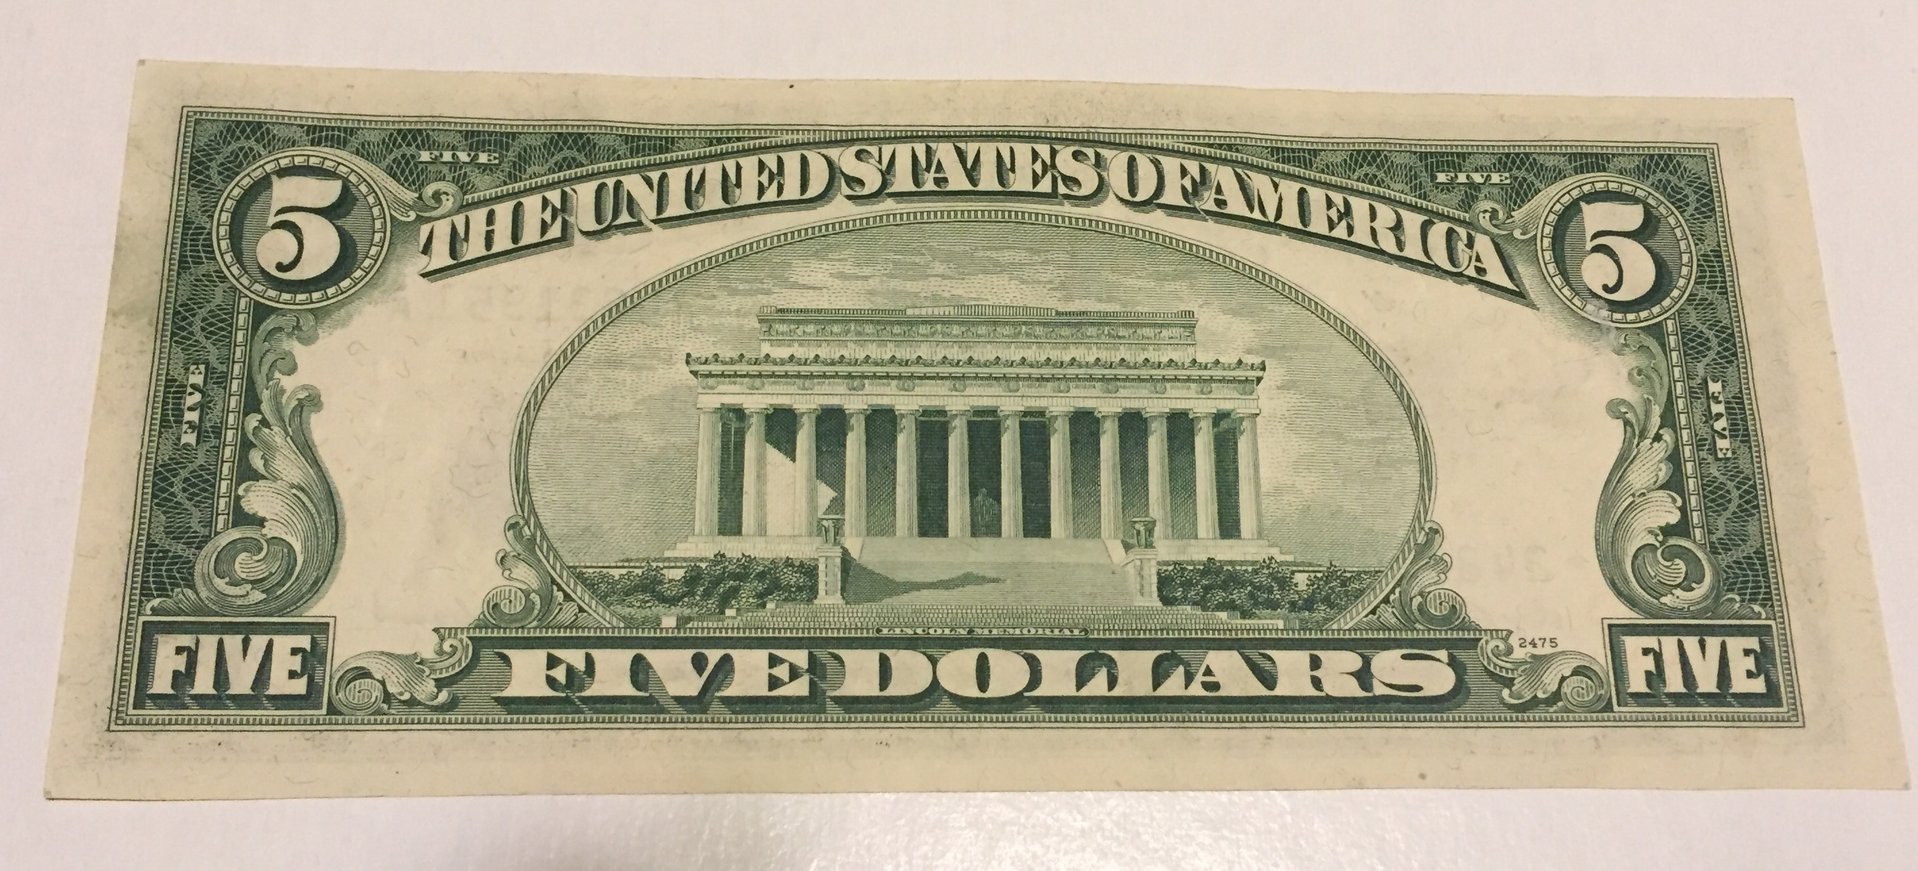 5 FIVE THE UNITED STATES OF AMERICA FIVE 5
FIVE
FIVE
LINCOLN MEMORIAL
2475
FIVE FIVE DOLLARS FIVE